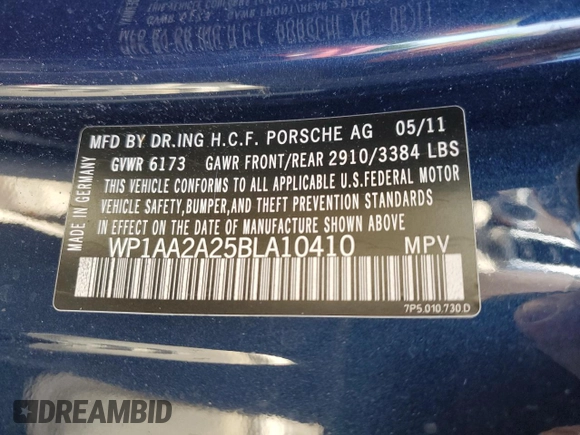 MFD BY DR.ING H.C.F. PORSCHE AG 05/11
GVWR 6173 GAWR FRONT/REAR 2910/3384 LBS
THIS VEHICLE CONFORMS TO ALL APPLICABLE U.S.FEDERAL MOTOR
VEHICLE SAFETY,BUMPER,AND THEFT PREVENTION STANDARDS
IN EFFECT ON THE DATE OF MANUFACTURE SHOWN ABOVE.
WP1AA2A25BLA10410 MPV
MADE IN GERMANY
7P5.010.730 D
DREAMBID